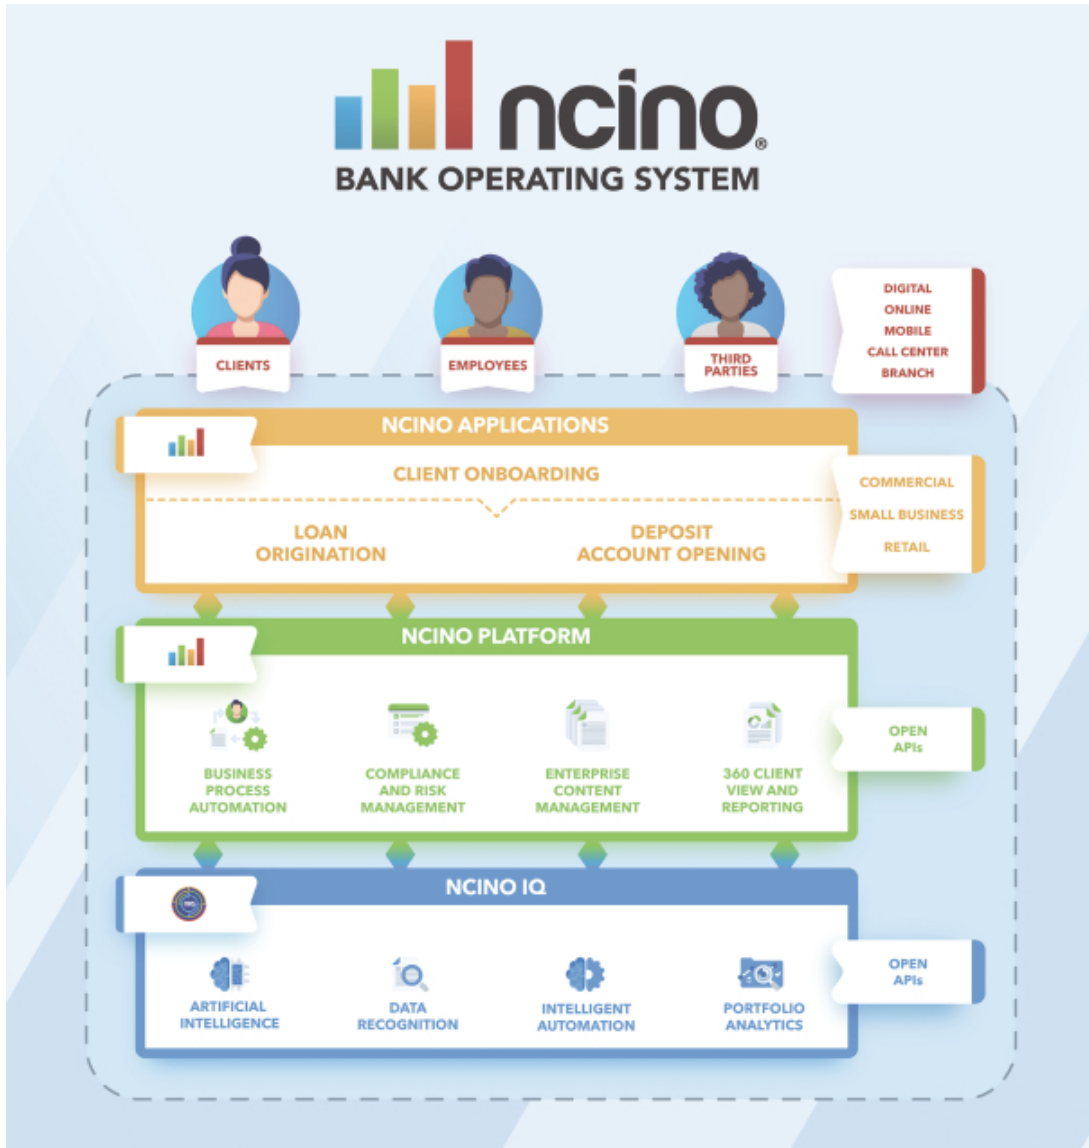 ncino®
BANK OPERATING SYSTEM
CLIENTS
EMPLOYEES
THIRD
PARTIES
DIGITAL
ONLINE
MOBILE
CALL CENTER
BRANCH
NCINO APPLICATIONS
CLIENT ONBOARDING
LOAN
ORIGINATION
DEPOSIT
ACCOUNT OPENING
COMMERCIAL
SMALL BUSINESS
RETAIL
NCINO PLATFORM
BUSINESS
PROCESS
AUTOMATION
COMPLIANCE
AND RISK
MANAGEMENT
ENTERPRISE
CONTENT
MANAGEMENT
360 CLIENT
VIEW AND
REPORTING
OPEN
APIs
NCINO IQ
ARTIFICIAL
INTELLIGENCE
DATA
RECOGNITION
INTELLIGENT
AUTOMATION
PORTFOLIO
ANALYTICS
OPEN
APIs